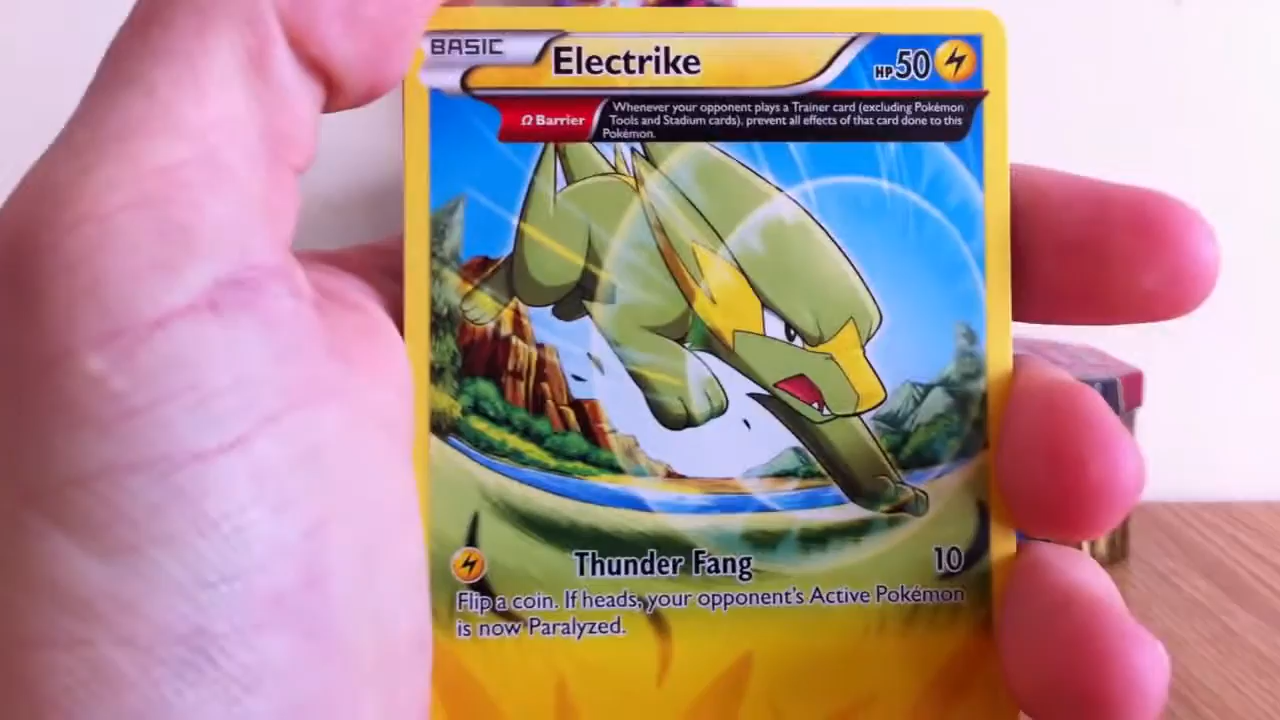 BASIC
Electrike
HP50
Ω Barrier
Whenever your opponent plays a Trainer card (excluding Pokémon
Tools and Stadium cards), prevent all effects of that card done to this
Pokémon.
Thunder Fang
10
Flip a coin. If heads, your opponent's Active Pokémon
is now Paralyzed.